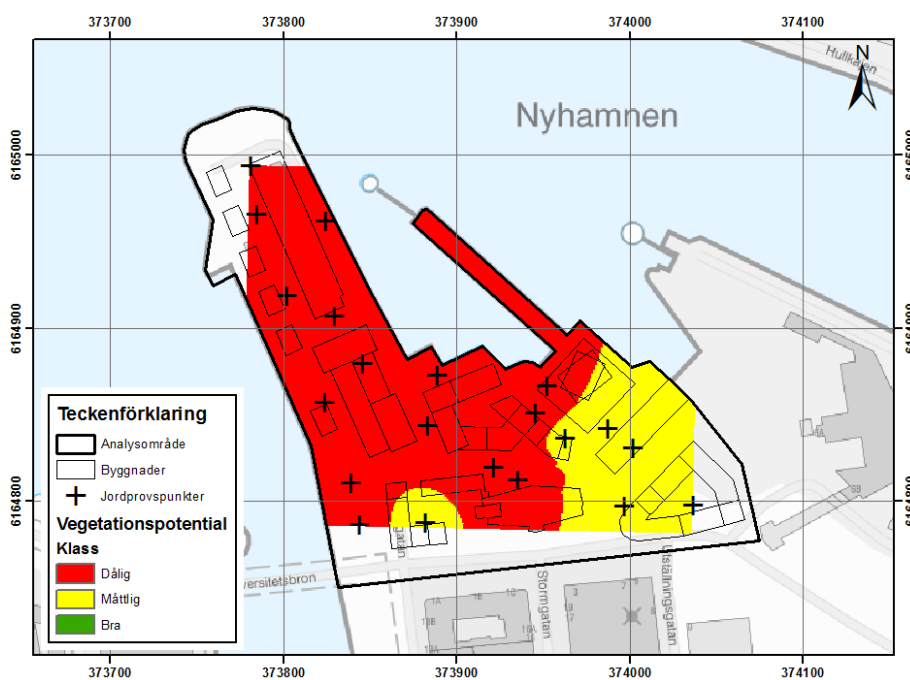 373700 373800 373900 374000 374100
Hullkajen
N
Nyhamnen
6165000 6165000
6164900 6164900
6164800 6164800
Teckenförklaring
Analysområde
Byggnader
Jordprovspunkter
Vegetationspotential
Klass
Dålig
Måttlig
Bra
gatan
versitetsbron
Stormgatan
Utställningsgatan
373700 373800 373900 374000 374100